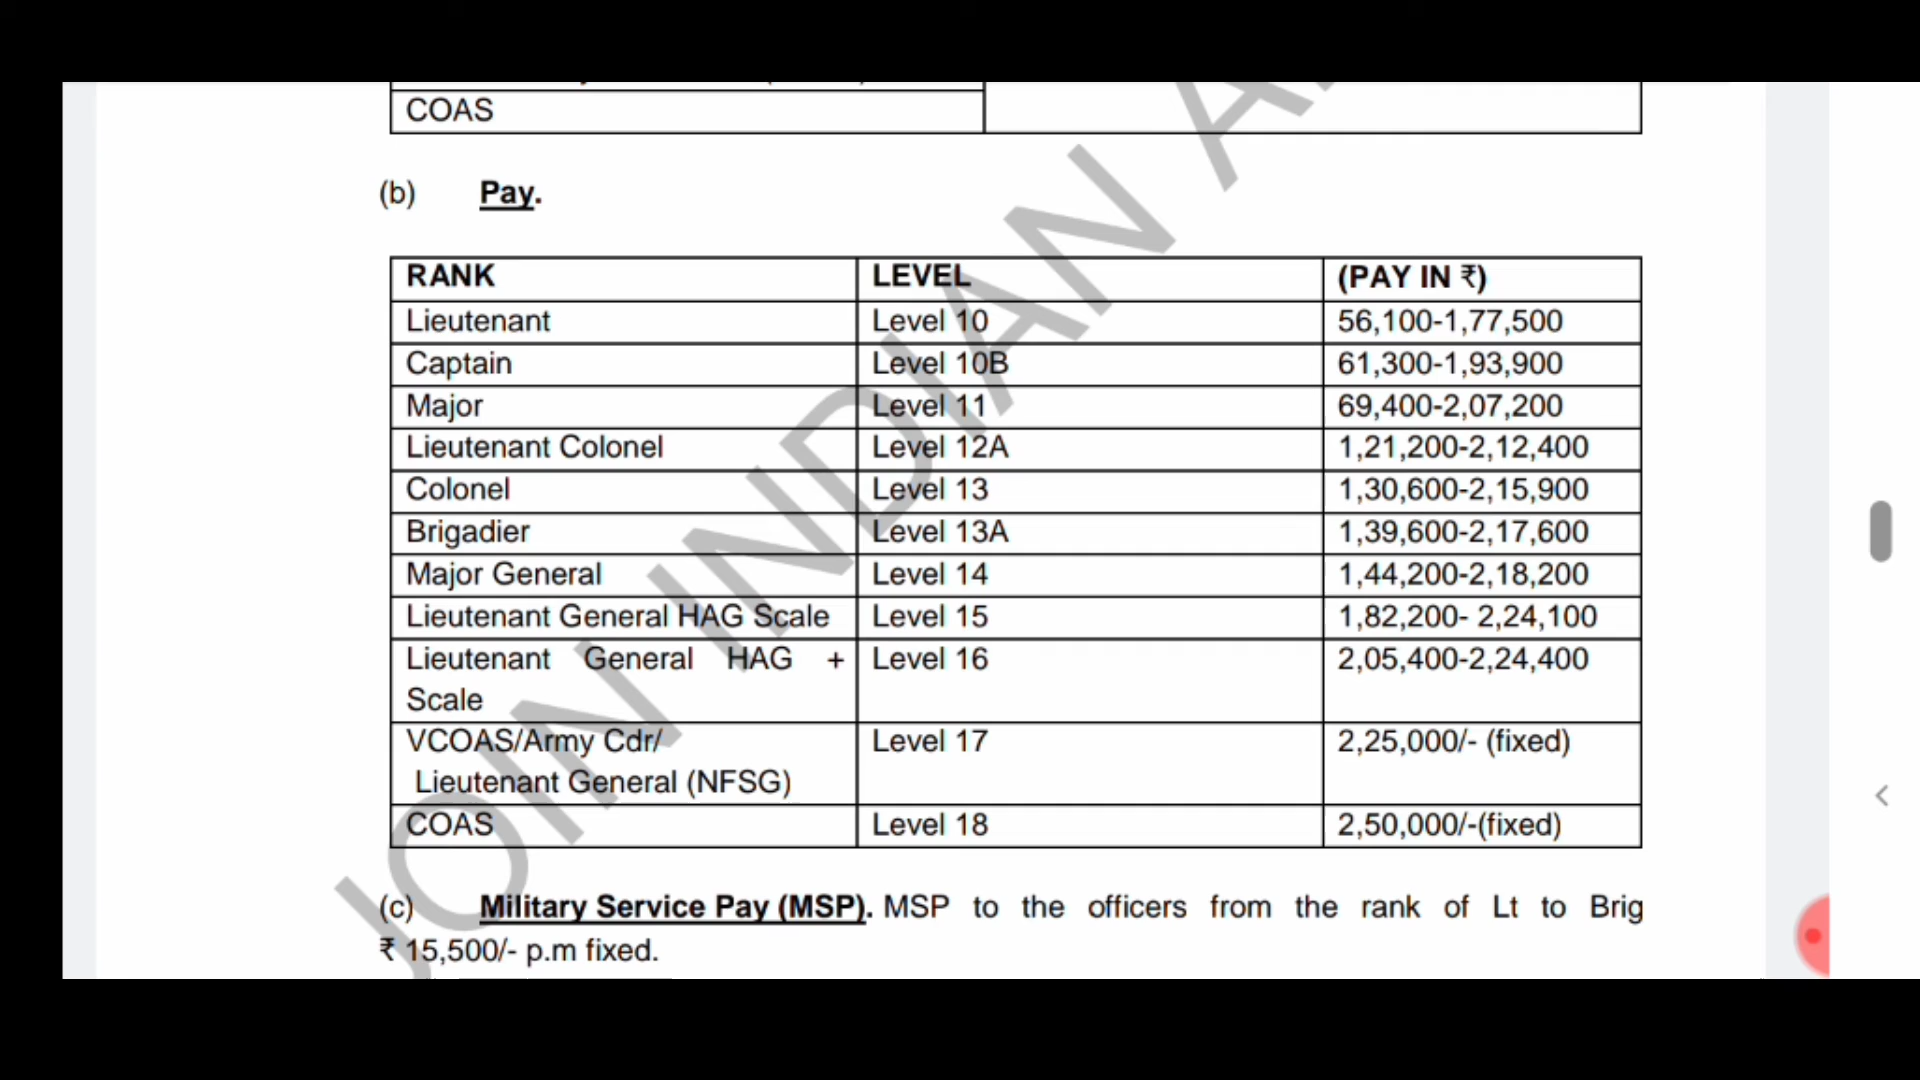 COAS
(b) Pay.
RANK LEVEL (PAY IN ₹)
Lieutenant Level 10 56,100-1,77,500
Captain Level 10B 61,300-1,93,900
Major Level 11 69,400-2,07,200
Lieutenant Colonel Level 12A 1,21,200-2,12,400
Colonel Level 13 1,30,600-2,15,900
Brigadier Level 13A 1,39,600-2,17,600
Major General Level 14 1,44,200-2,18,200
Lieutenant General HAG Scale Level 15 1,82,200- 2,24,100
Lieutenant General HAG + Level 16 2,05,400-2,24,400
Scale
VCOAS/Army Cdr/ Level 17 2,25,000/- (fixed)
Lieutenant General (NFSG)
COAS Level 18 2,50,000/-(fixed)
(c) Military Service Pay (MSP). MSP to the officers from the rank of Lt to Brig
₹ 15,500/- p.m fixed.
JOIN INDIAN